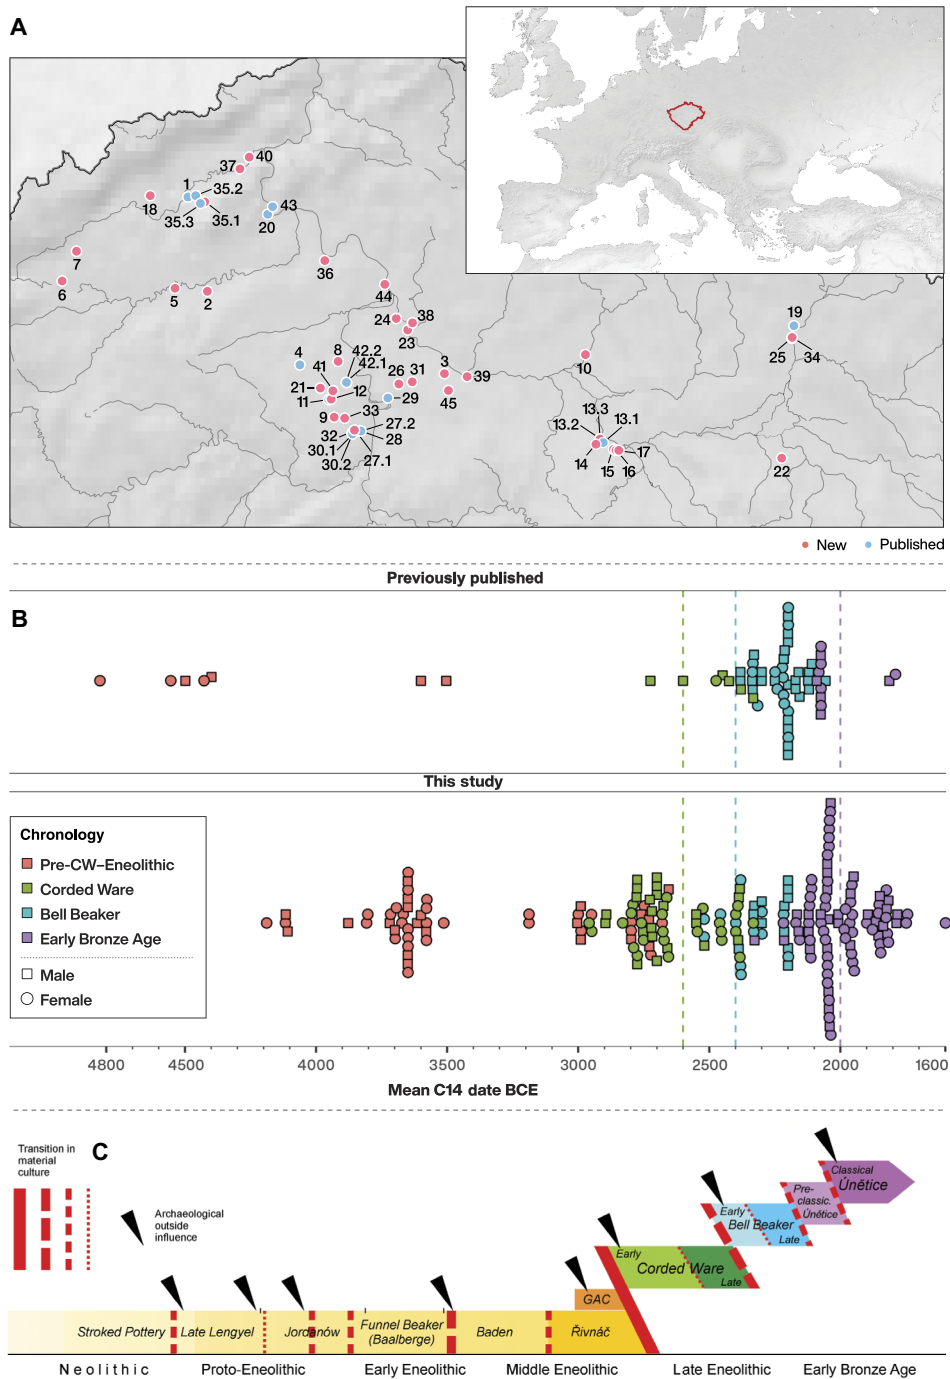 A
40
37
1
35.2
18
35.3
35.1
43
20
7
6
5
2
36
44
24
38
23
19
25
34
4
8
42.2
42.1
41
12
21
11
26
31
3
39
29
45
10
9
33
32
27.2
28
30.1
30.2
27.1
13.3
13.2
13.1
14
15
16
17
22
New
Published
Previously published
B
This study
Chronology
Pre-CW–Eneolithic
Corded Ware
Bell Beaker
Early Bronze Age
Male
Female
4800 4500 4000 3500 3000 2500 2000 1600
Mean C14 date BCE
C
Transition in
material
culture
Archaeological
outside
influence
Classical
Únětice
Pre-
classic.
Únětice
Early
Bell Beaker
Late
Early
Corded Ware
Late
GAC
Stroked Pottery
Late Lengyel
Jordanów
Funnel Beaker
(Baalberge)
Baden
Řivnáč
Neolithic Proto-Eneolithic Early Eneolithic Middle Eneolithic Late Eneolithic Early Bronze Age